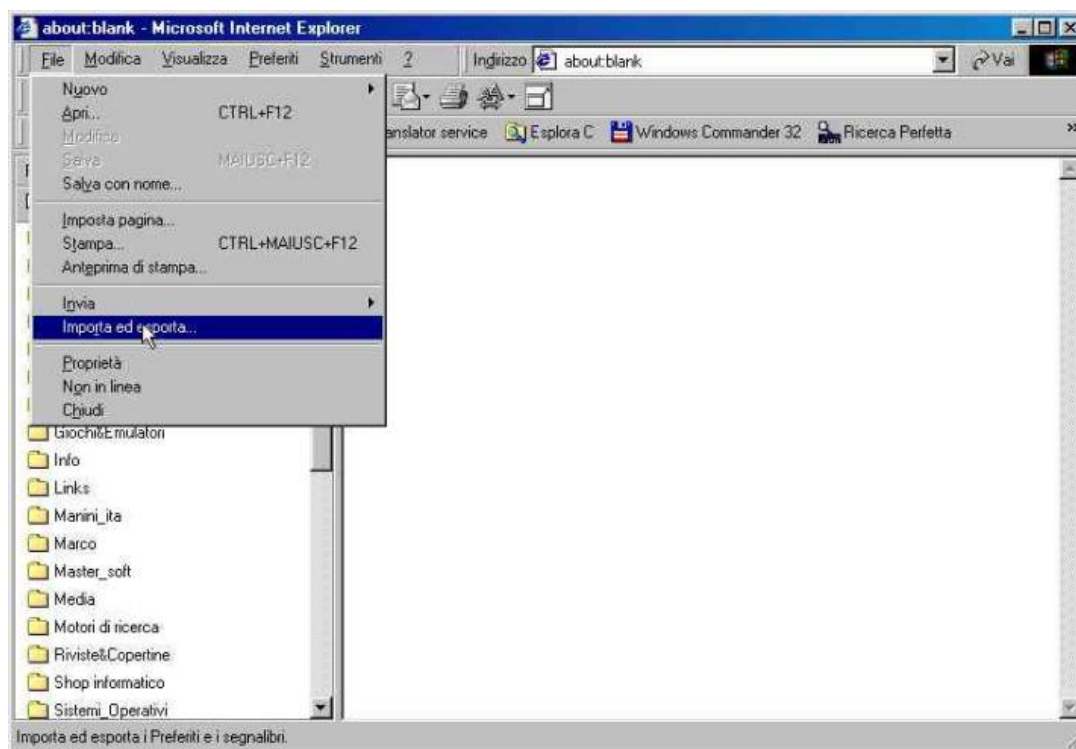 about:blank - Microsoft Internet Explorer
File Modifica Visualizza Preferiti Strumenti ? Indirizzo about:blank Vai
Nuovo
Apri... CTRL+F12
Modifica
Salva MAIUSC+F12
Salva con nome...
anslator service Esplora C Windows Commander 32 Ricerca Perfetta »
Imposta pagina...
Stampa... CTRL+MAIUSC+F12
Anteprima di stampa...
Invia
Importa ed esporta...
Proprietà
Non in linea
Chiudi
Giochi&Emulatori
Info
Links
Manini_ita
Marco
Master_soft
Media
Motori di ricerca
Riviste&Copertine
Shop informatico
Sistemi_Operativi
Importa ed esporta i Preferiti e i segnalibri.